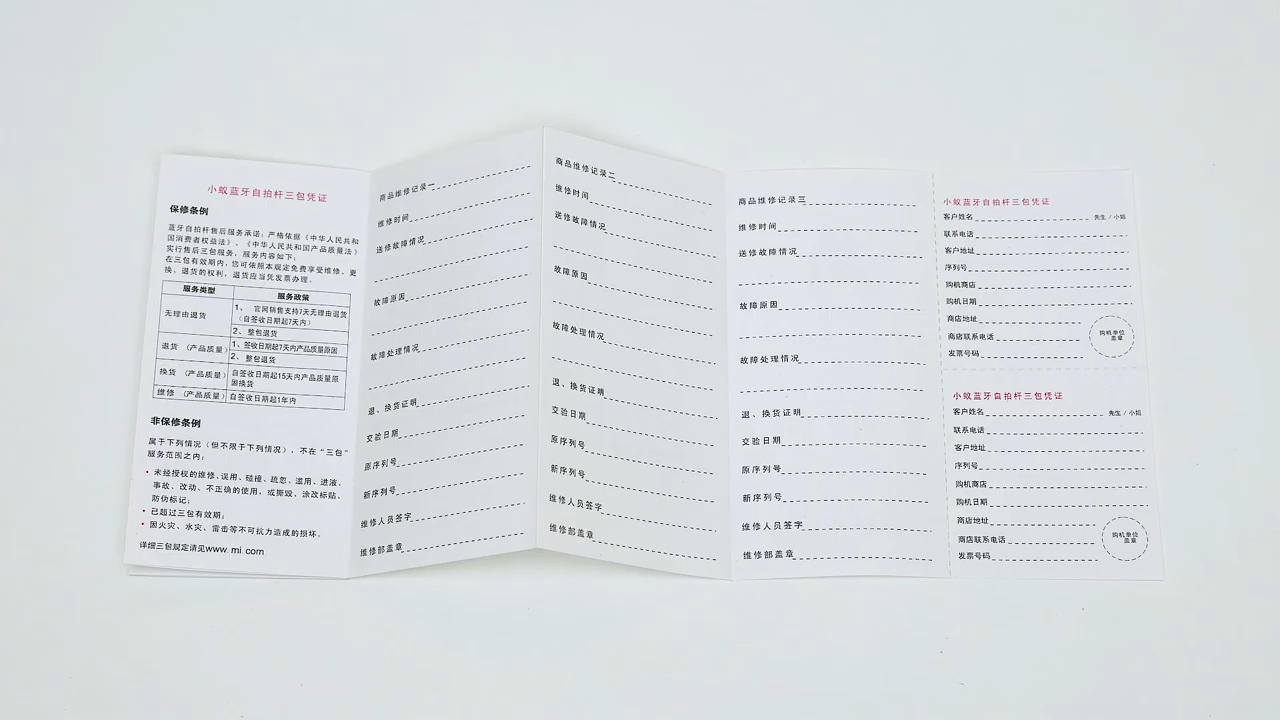 小蚁蓝牙自拍杆三包凭证
保修条例
蓝牙自拍杆售后服务承诺:严格依据《中华人民共和
国消费者权益法》、《中华人民共和国产品质量法》
实行售后三包服务,服务内容如下:
在三包有效期内,您可依照本规定免费享受维修、更
换、退货的权利,退货应当凭发票办理。
服务类型 服务政策
无理由退货
1、 官网销售支持7天无理由退货
(自签收日期起7天内)
2、整包退货
退货 (产品质量)
1、签收日期起7天内产品质量原因
2、 整包退货
换货 (产品质量)
自签收日期起15天内产品质量原
因换货
维修 (产品质量) 自签收日期起1年内
非保修条例
属于下列情况(但不限于下列情况),不在“三包”
服务范围之内:
• 未经授权的维修、误用、碰撞、疏忽、滥用、进液、
事故、改动、不正确的使用,或撕毁、涂改标贴、
防伪标记;
• 已超过三包有效期;
• 因火灾、水灾、雷击等不可抗力造成的损坏。
详细三包规定请见www.mi.com
商品维修记录一
维修时间
送修故障情况
故障原因
故障处理情况
退、换货证明
交验日期
原序列号
新序列号
维修人员签字
维修部盖章
商品维修记录二
维修时间
送修故障情况
故障原因
故障处理情况
退、换货证明
交验日期
原序列号
新序列号
维修人员签字
维修部盖章
商品维修记录三
维修时间
送修故障情况
故障原因
故障处理情况
退、换货证明
交验日期
原序列号
新序列号
维修人员签字
维修部盖章
小蚁蓝牙自拍杆三包凭证
客户姓名 先生 / 小姐
联系电话
客户地址
序列号
购机商店
购机日期
商店地址
商店联系电话
发票号码
购机单位
盖章
小蚁蓝牙自拍杆三包凭证
客户姓名 先生 / 小姐
联系电话
客户地址
序列号
购机商店
购机日期
商店地址
商店联系电话
发票号码
购机单位
盖章